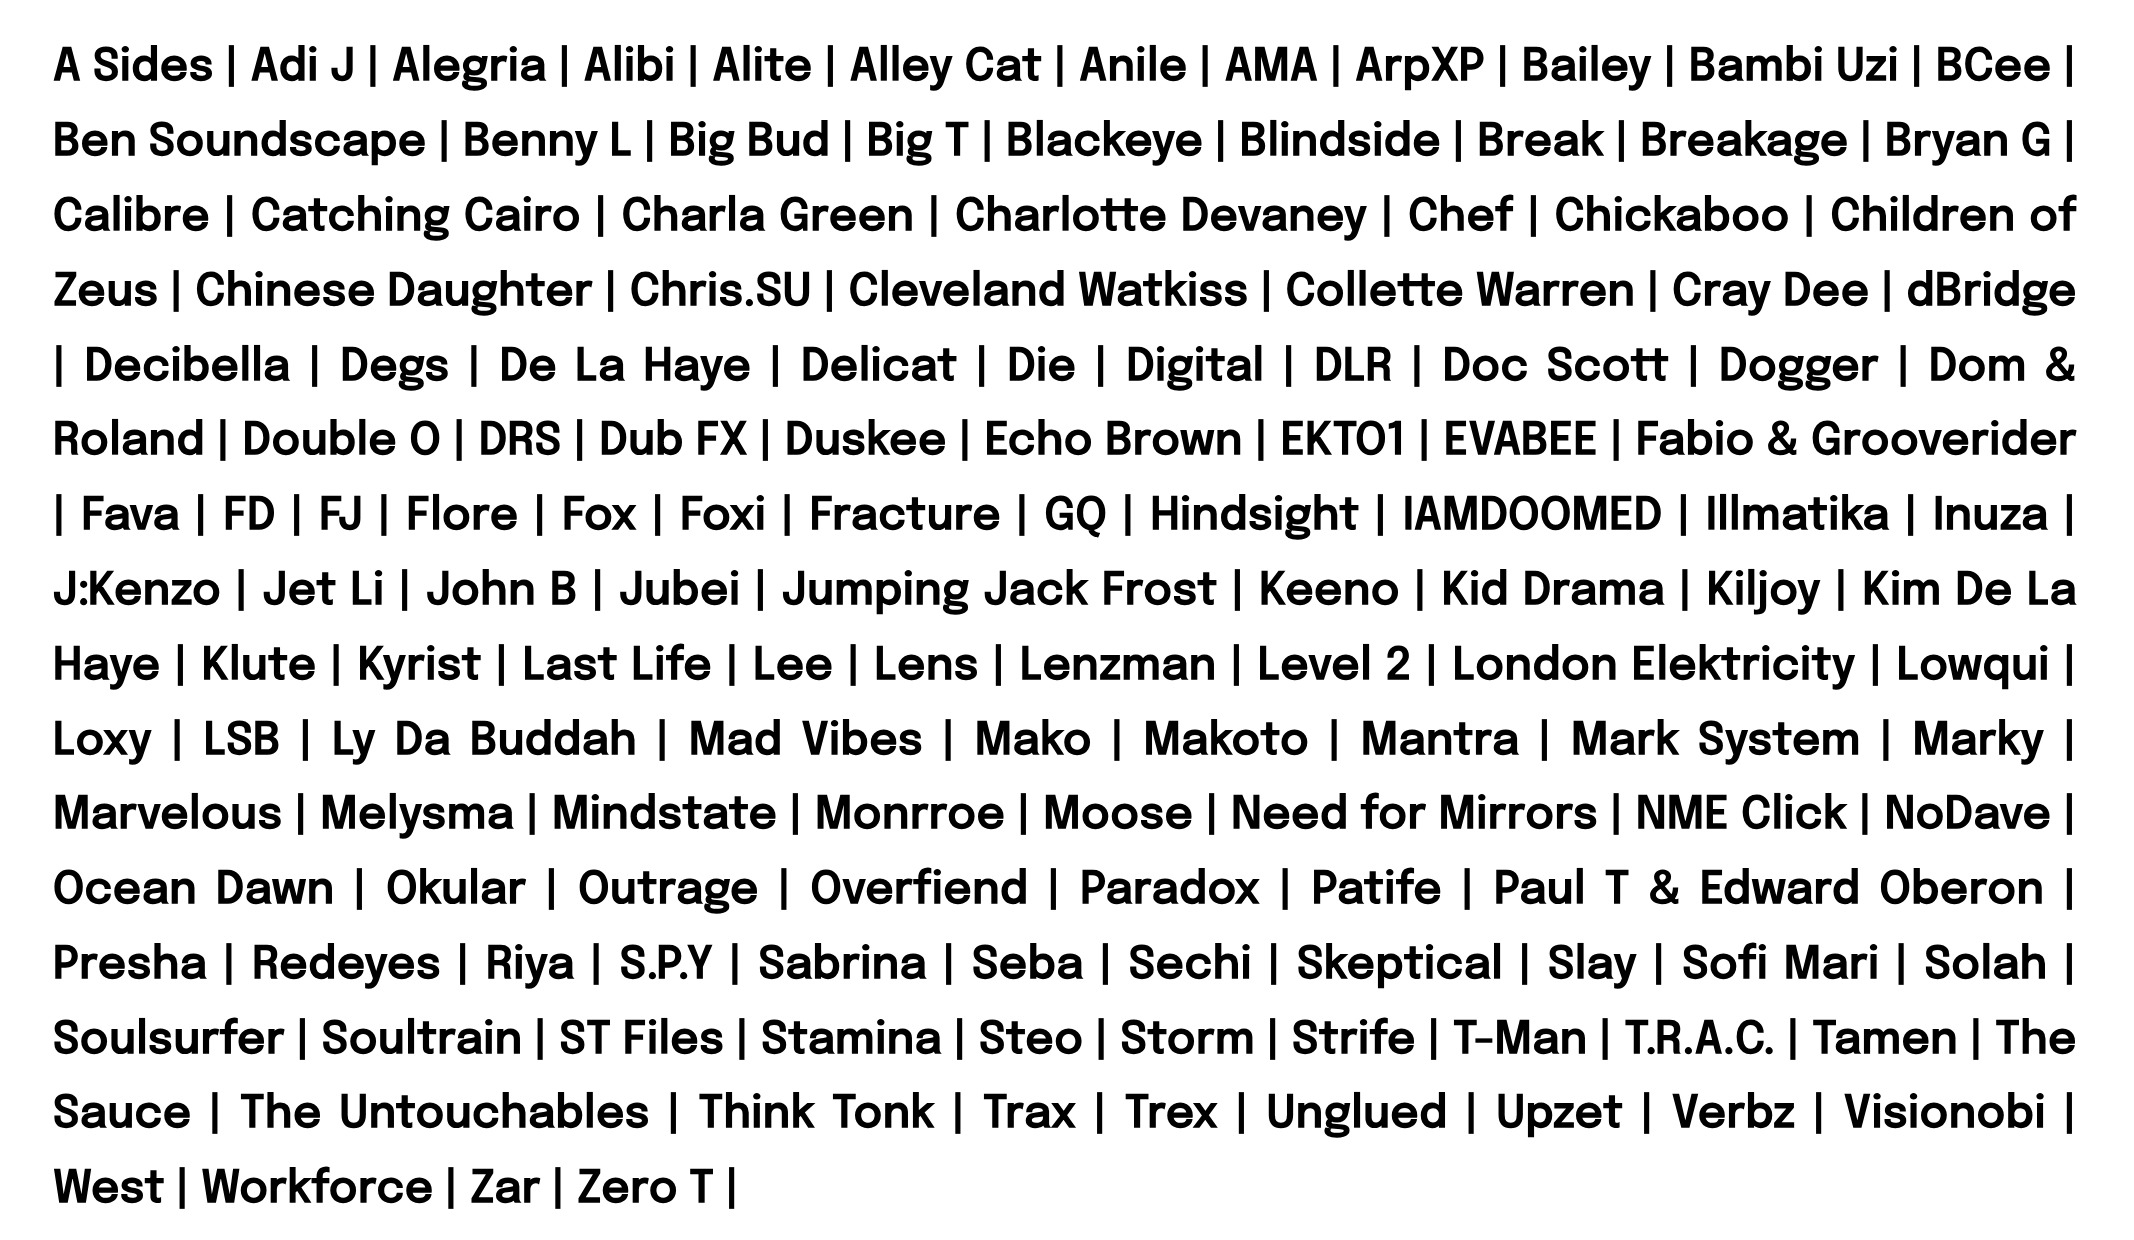 A Sides | Adi J | Alegria | Alibi | Alite | Alley Cat | Anile | AMA | ArpXP | Bailey | Bambi Uzi | BCee |
Ben Soundscape | Benny L | Big Bud | Big T | Blackeye | Blindside | Break | Breakage | Bryan G |
Calibre | Catching Cairo | Charla Green | Charlotte Devaney | Chef | Chickaboo | Children of
Zeus | Chinese Daughter | Chris.SU | Cleveland Watkiss | Collette Warren | Cray Dee | dBridge
| Decibella | Degs | De La Haye | Delicat | Die | Digital | DLR | Doc Scott | Dogger | Dom &
Roland | Double O | DRS | Dub FX | Duskee | Echo Brown | EKTO1 | EVABEE | Fabio & Grooverider
| Fava | FD | FJ | Flore | Fox | Foxi | Fracture | GQ | Hindsight | IAMDOOMED | Illmatika | Inuza |
J:Kenzo | Jet Li | John B | Jubei | Jumping Jack Frost | Keeno | Kid Drama | Kiljoy | Kim De La
Haye | Klute | Kyrist | Last Life | Lee | Lens | Lenzman | Level 2 | London Elektricity | Lowqui |
Loxy | LSB | Ly Da Buddah | Mad Vibes | Mako | Makoto | Mantra | Mark System | Marky |
Marvelous | Melysma | Mindstate | Monrroe | Moose | Need for Mirrors | NME Click | NoDave |
Ocean Dawn | Okular | Outrage | Overfiend | Paradox | Patife | Paul T & Edward Oberon |
Presha | Redeyes | Riya | S.P.Y | Sabrina | Seba | Sechi | Skeptical | Slay | Sofi Mari | Solah |
Soulsurfer | Soultrain | ST Files | Stamina | Steo | Storm | Strife | T-Man | T.R.A.C. | Tamen | The
Sauce | The Untouchables | Think Tonk | Trax | Trex | Unglued | Upzet | Verbz | Visionobi |
West | Workforce | Zar | Zero T |